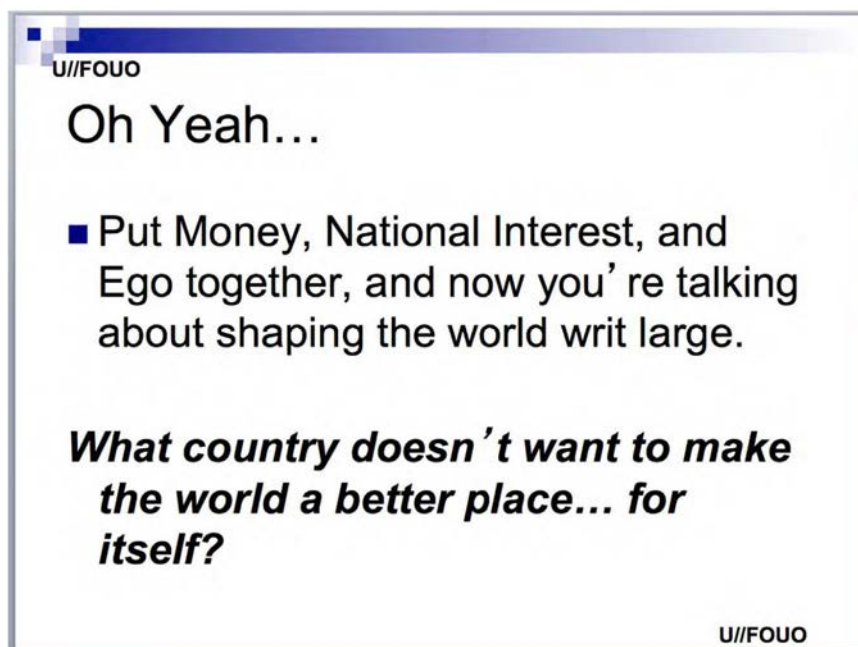 U//FOUO
Oh Yeah…
Put Money, National Interest, and
Ego together, and now you’re talking
about shaping the world writ large.
What country doesn’t want to make
the world a better place… for
itself?
U//FOUO